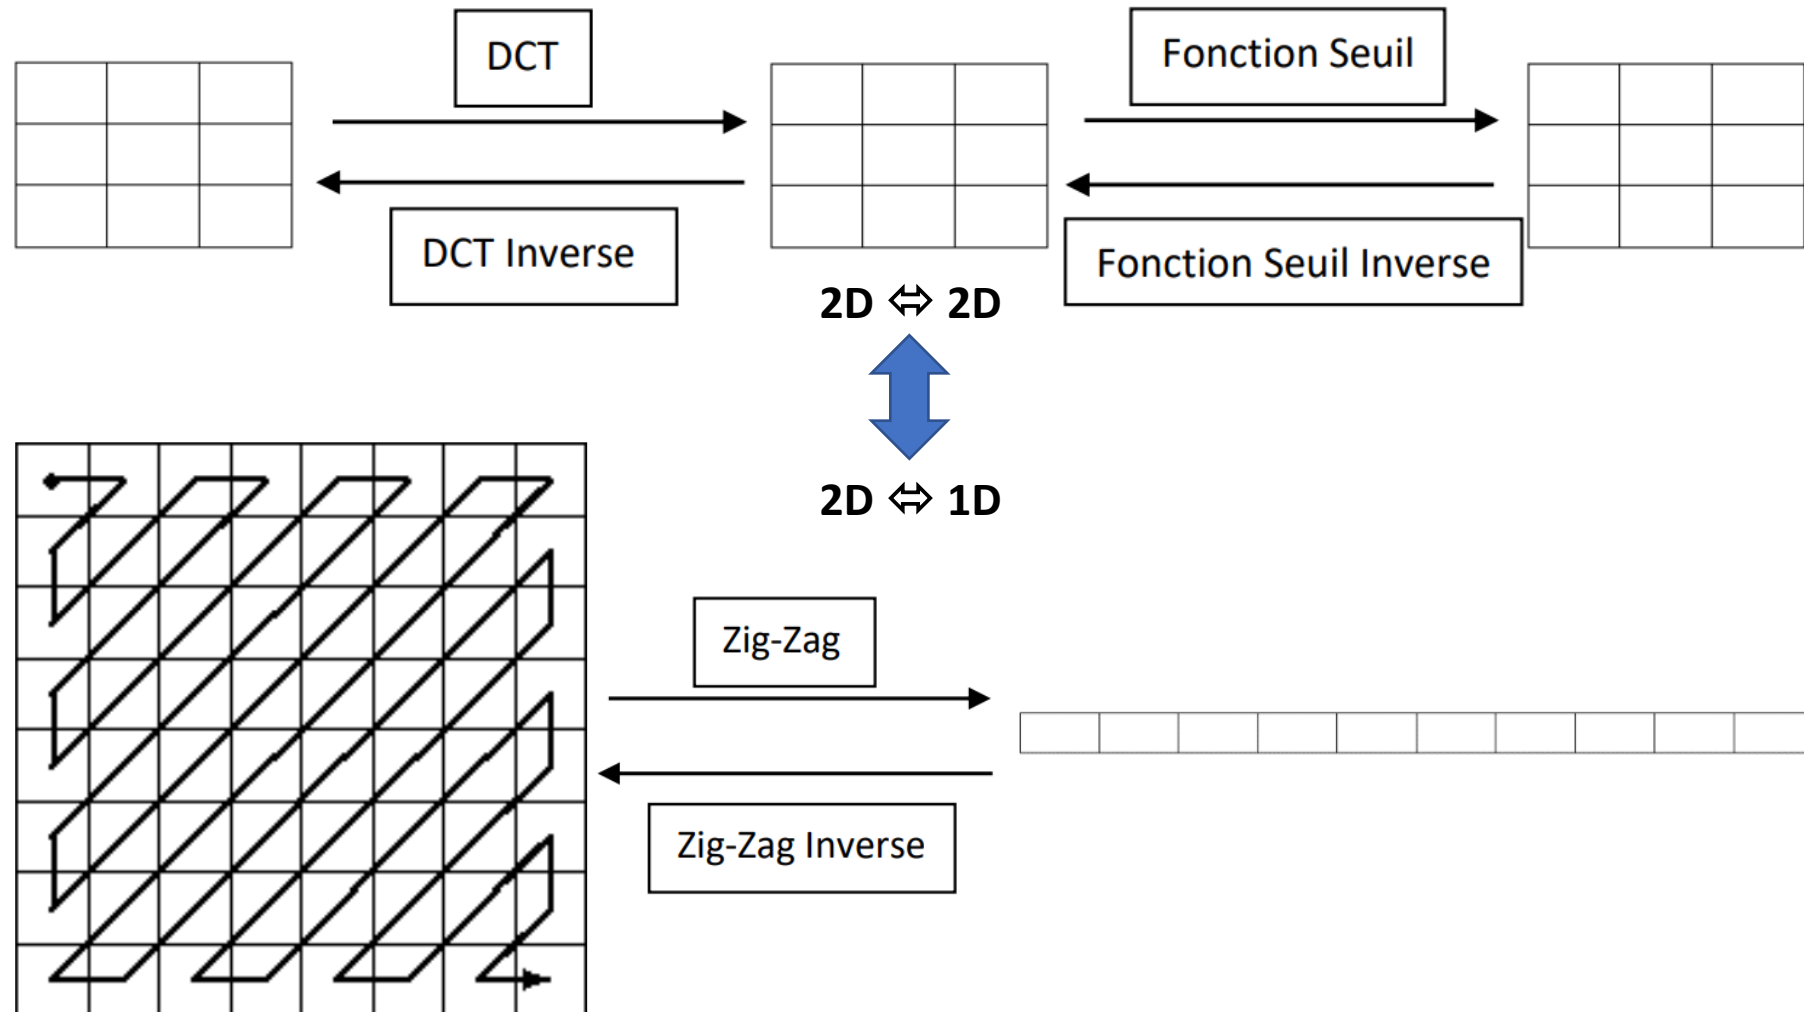 DCT
Fonction Seuil
DCT Inverse
Fonction Seuil Inverse
2D ⇔ 2D
2D ⇔ 1D
Zig-Zag
Zig-Zag Inverse